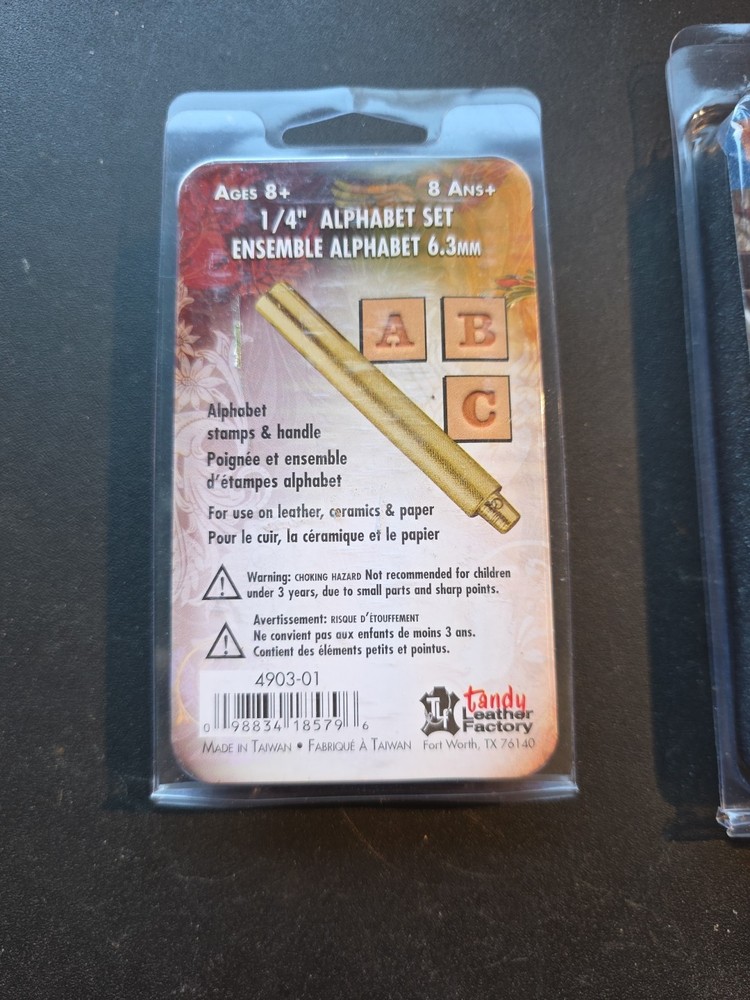 AGES 8+ 8 ANS+
1/4" ALPHABET SET
ENSEMBLE ALPHABET 6.3MM
A B
C
Alphabet
stamps & handle
Poignée et ensemble
d'étampes alphabet
For use on leather, ceramics & paper
Pour le cuir, la céramique et le papier
Warning: CHOKING HAZARD Not recommended for children
under 3 years, due to small parts and sharp points.
Avertissement: RISQUE D'ÉTOUFFEMENT
Ne convient pas aux enfants de moins 3 ans.
Contient des éléments petits et pointus.
4903-01
0 98834 18579 6
TLF tandy
Leather
Factory
MADE IN TAIWAN • FABRIQUÉ À TAIWAN Fort Worth, TX 76140